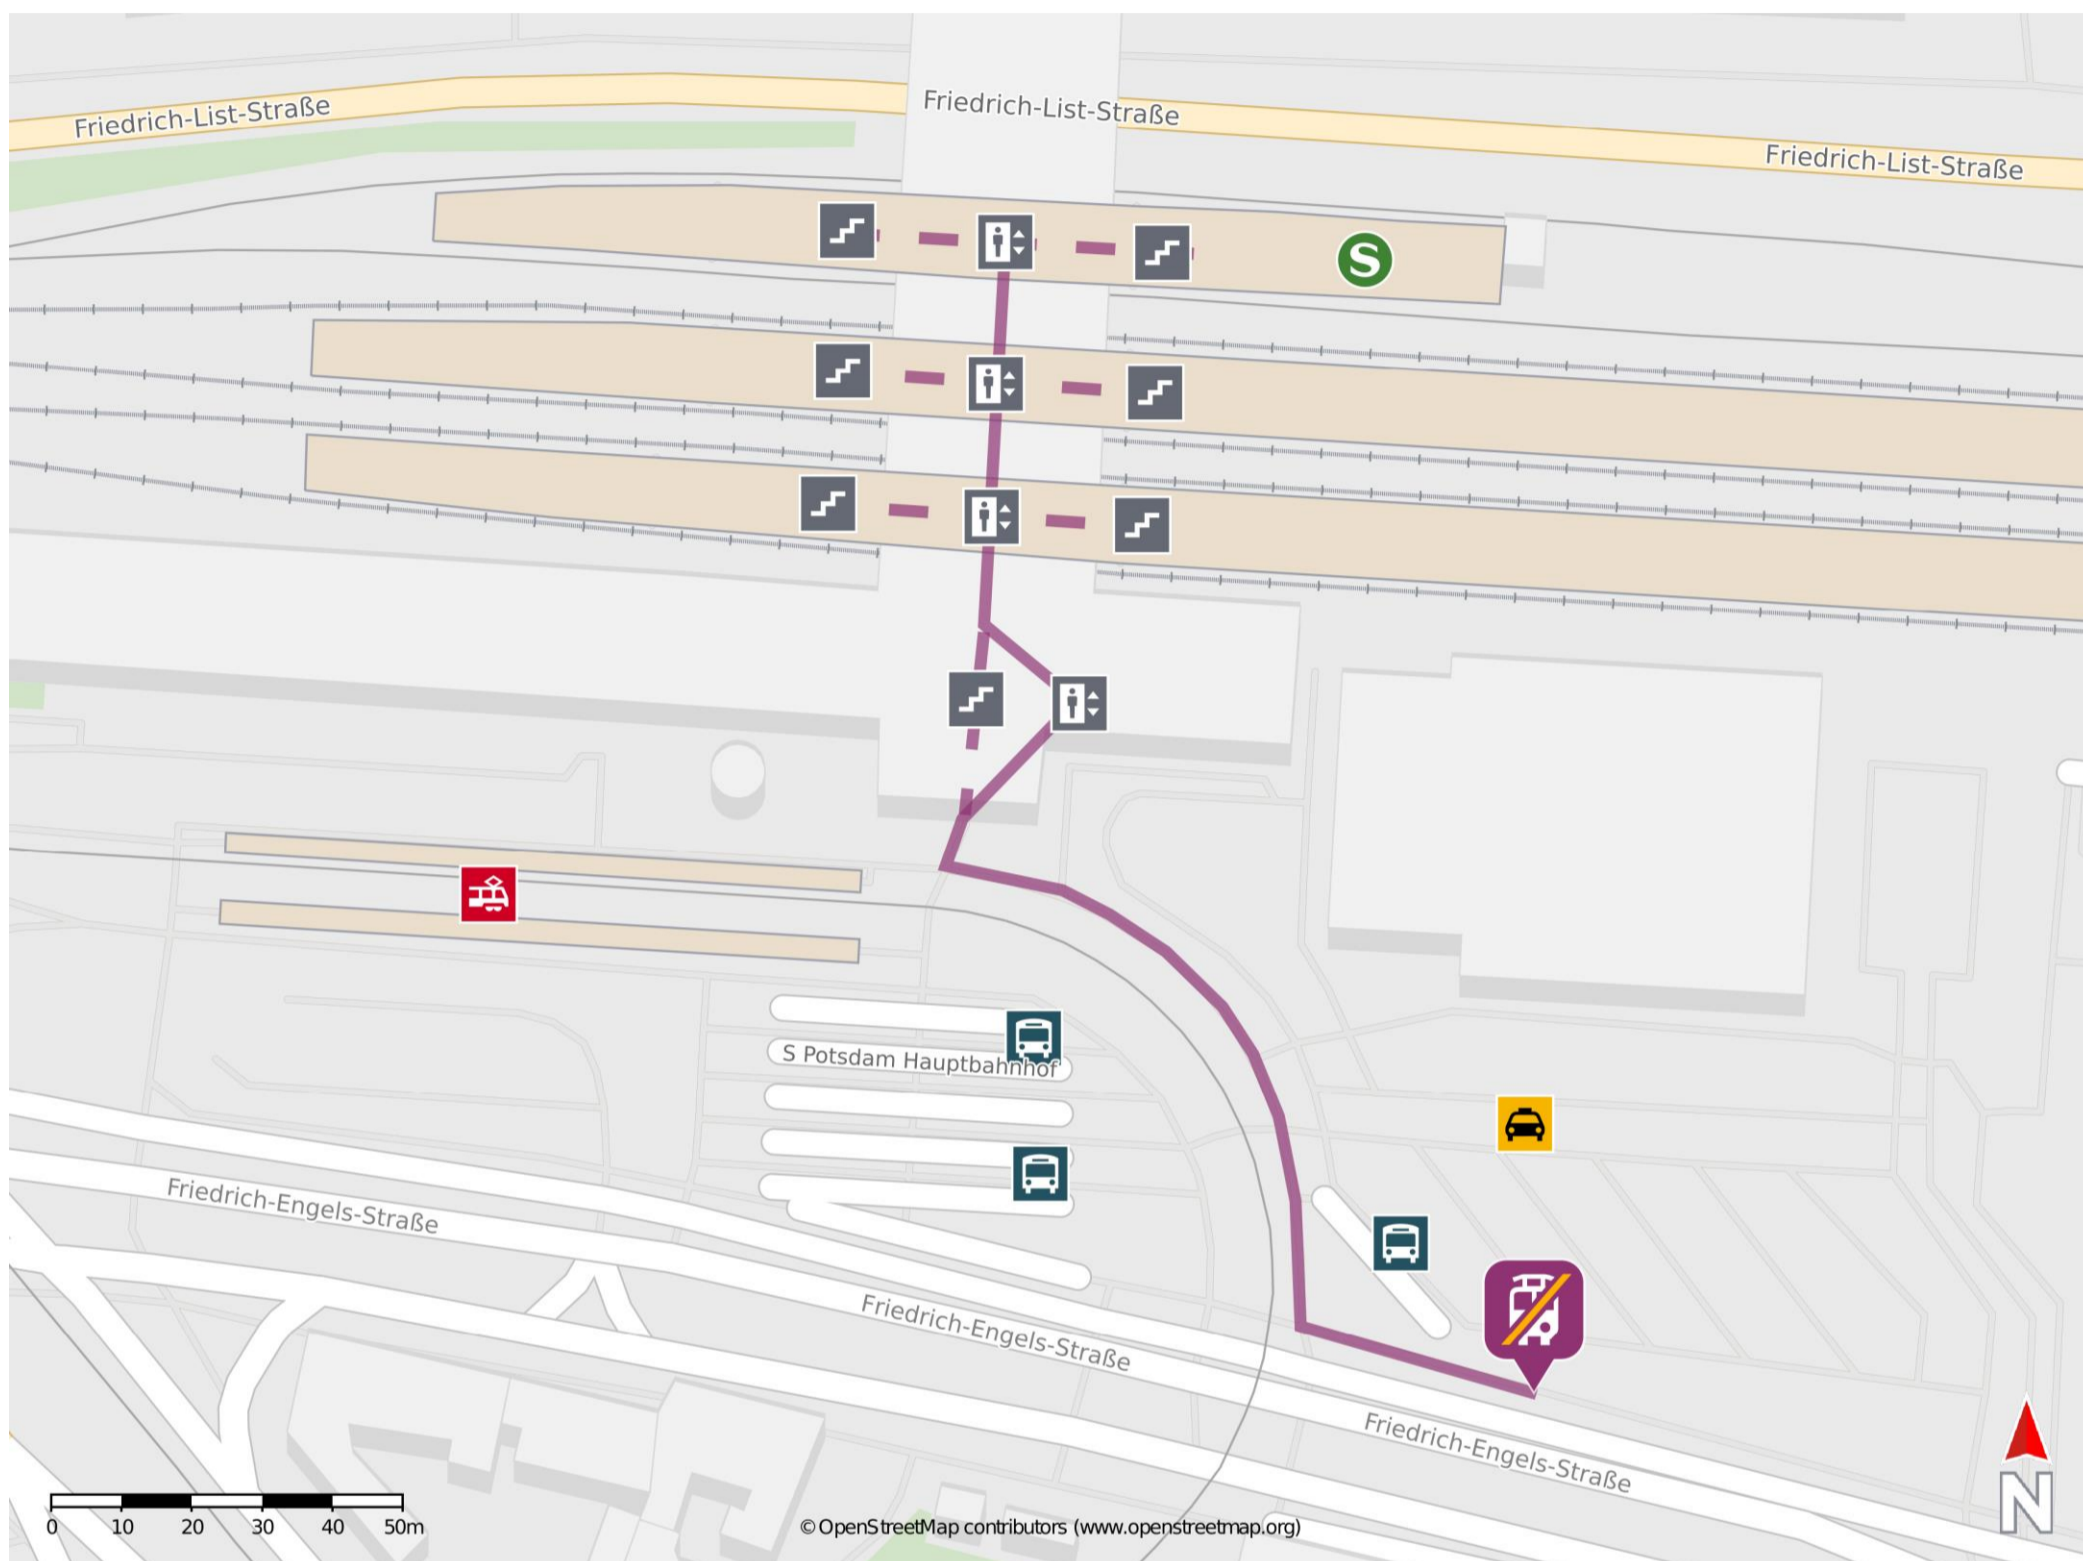 Friedrich-List-Straße
Friedrich-List-Straße
Friedrich-List-Straße
S
S Potsdam Hauptbahnhof
Friedrich-Engels-Straße
Friedrich-Engels-Straße
Friedrich-Engels-Straße
N
0 10 20 30 40 50m
© OpenStreetMap contributors (www.openstreetmap.org)